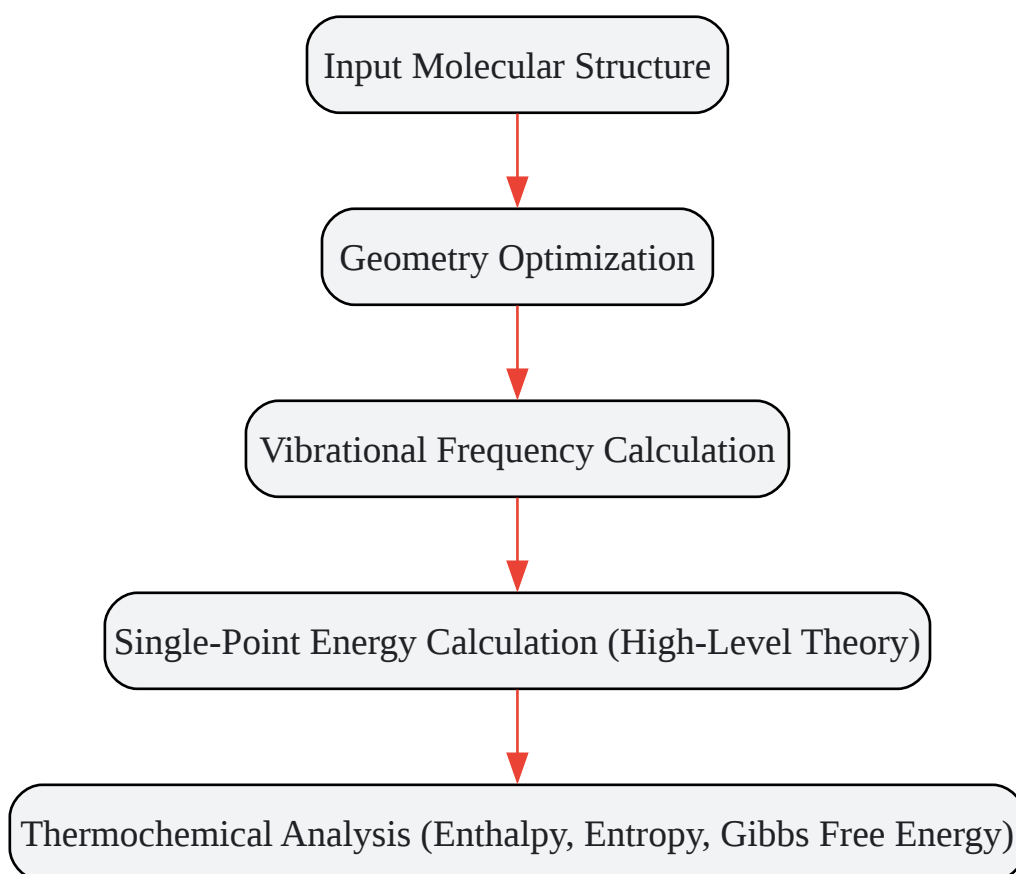 Input Molecular Structure
Geometry Optimization
Vibrational Frequency Calculation
Single-Point Energy Calculation (High-Level Theory)
Thermochemical Analysis (Enthalpy, Entropy, Gibbs Free Energy)